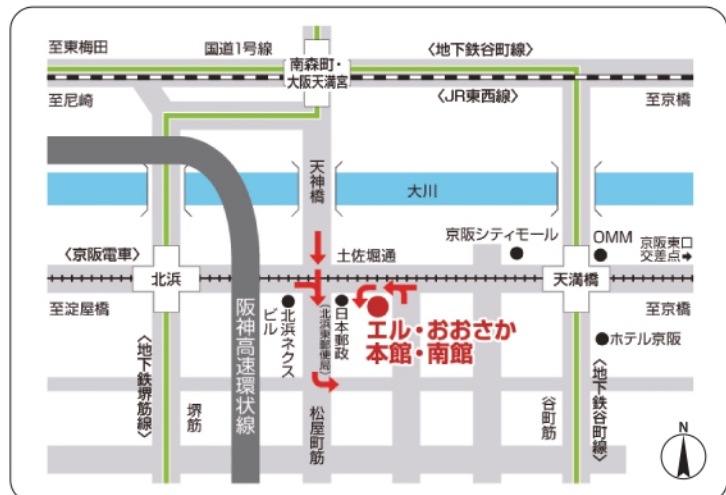 至東梅田
国道1号線
南森町・
大阪天満宮
〈地下鉄谷町線〉
至尼崎
〈JR東西線〉
至京橋
天神橋
大川
〈京阪電車〉
北浜
土佐堀通
京阪シティモール
OMM
京阪東口
交差点➡
天満橋
至淀屋橋
至京橋
阪神高速環状線
北浜ネクス
ビル
日本郵政
(北浜東郵便局)
エル・おおさか
本館・南館
ホテル京阪
〈地下鉄堺筋線〉
堺筋
松屋町筋
谷町筋
〈地下鉄谷町線〉
N